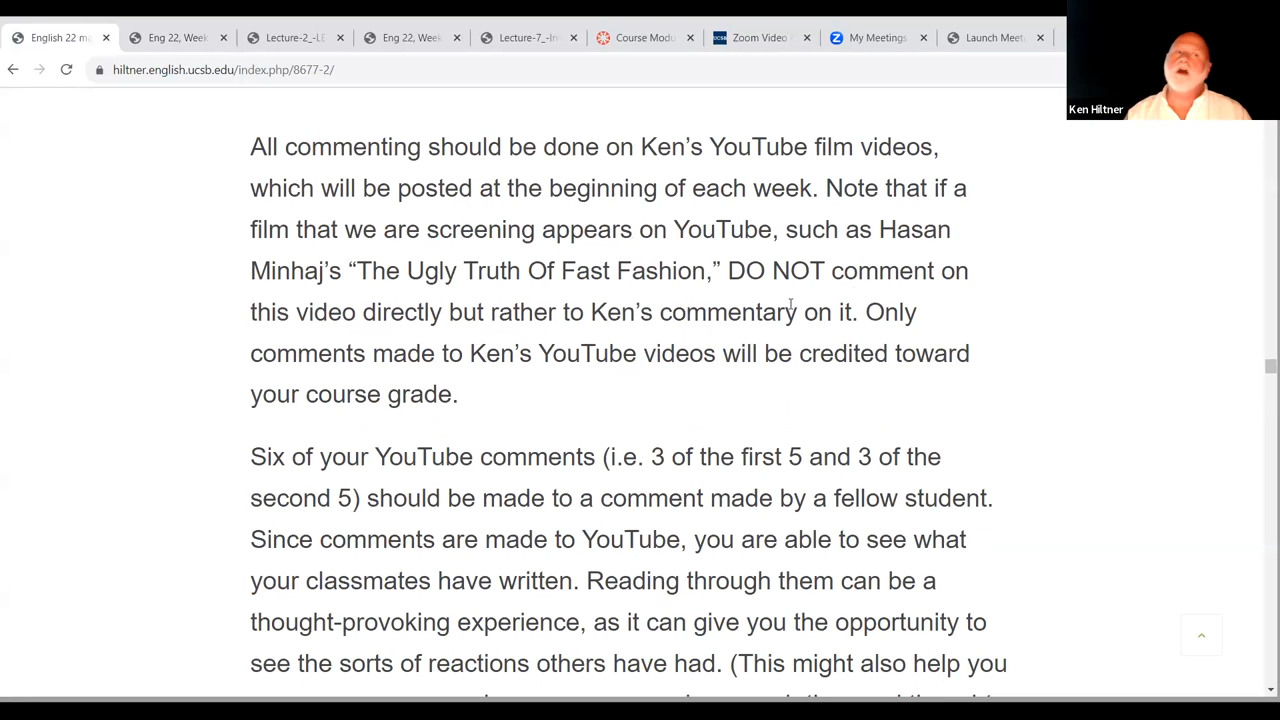 English 22 ma
Eng 22, Week
Lecture-2_-LE
Eng 22, Week
Lecture-7_-In
Course Modu
Zoom Video
My Meetings
Launch Meet
hiltner.english.ucsb.edu/index.php/8677-2/
Ken Hiltner
All commenting should be done on Ken’s YouTube film videos,
which will be posted at the beginning of each week. Note that if a
film that we are screening appears on YouTube, such as Hasan
Minhaj’s “The Ugly Truth Of Fast Fashion,” DO NOT comment on
this video directly but rather to Ken’s commentary on it. Only
comments made to Ken’s YouTube videos will be credited toward
your course grade.
Six of your YouTube comments (i.e. 3 of the first 5 and 3 of the
second 5) should be made to a comment made by a fellow student.
Since comments are made to YouTube, you are able to see what
your classmates have written. Reading through them can be a
thought-provoking experience, as it can give you the opportunity to
see the sorts of reactions others have had. (This might also help you